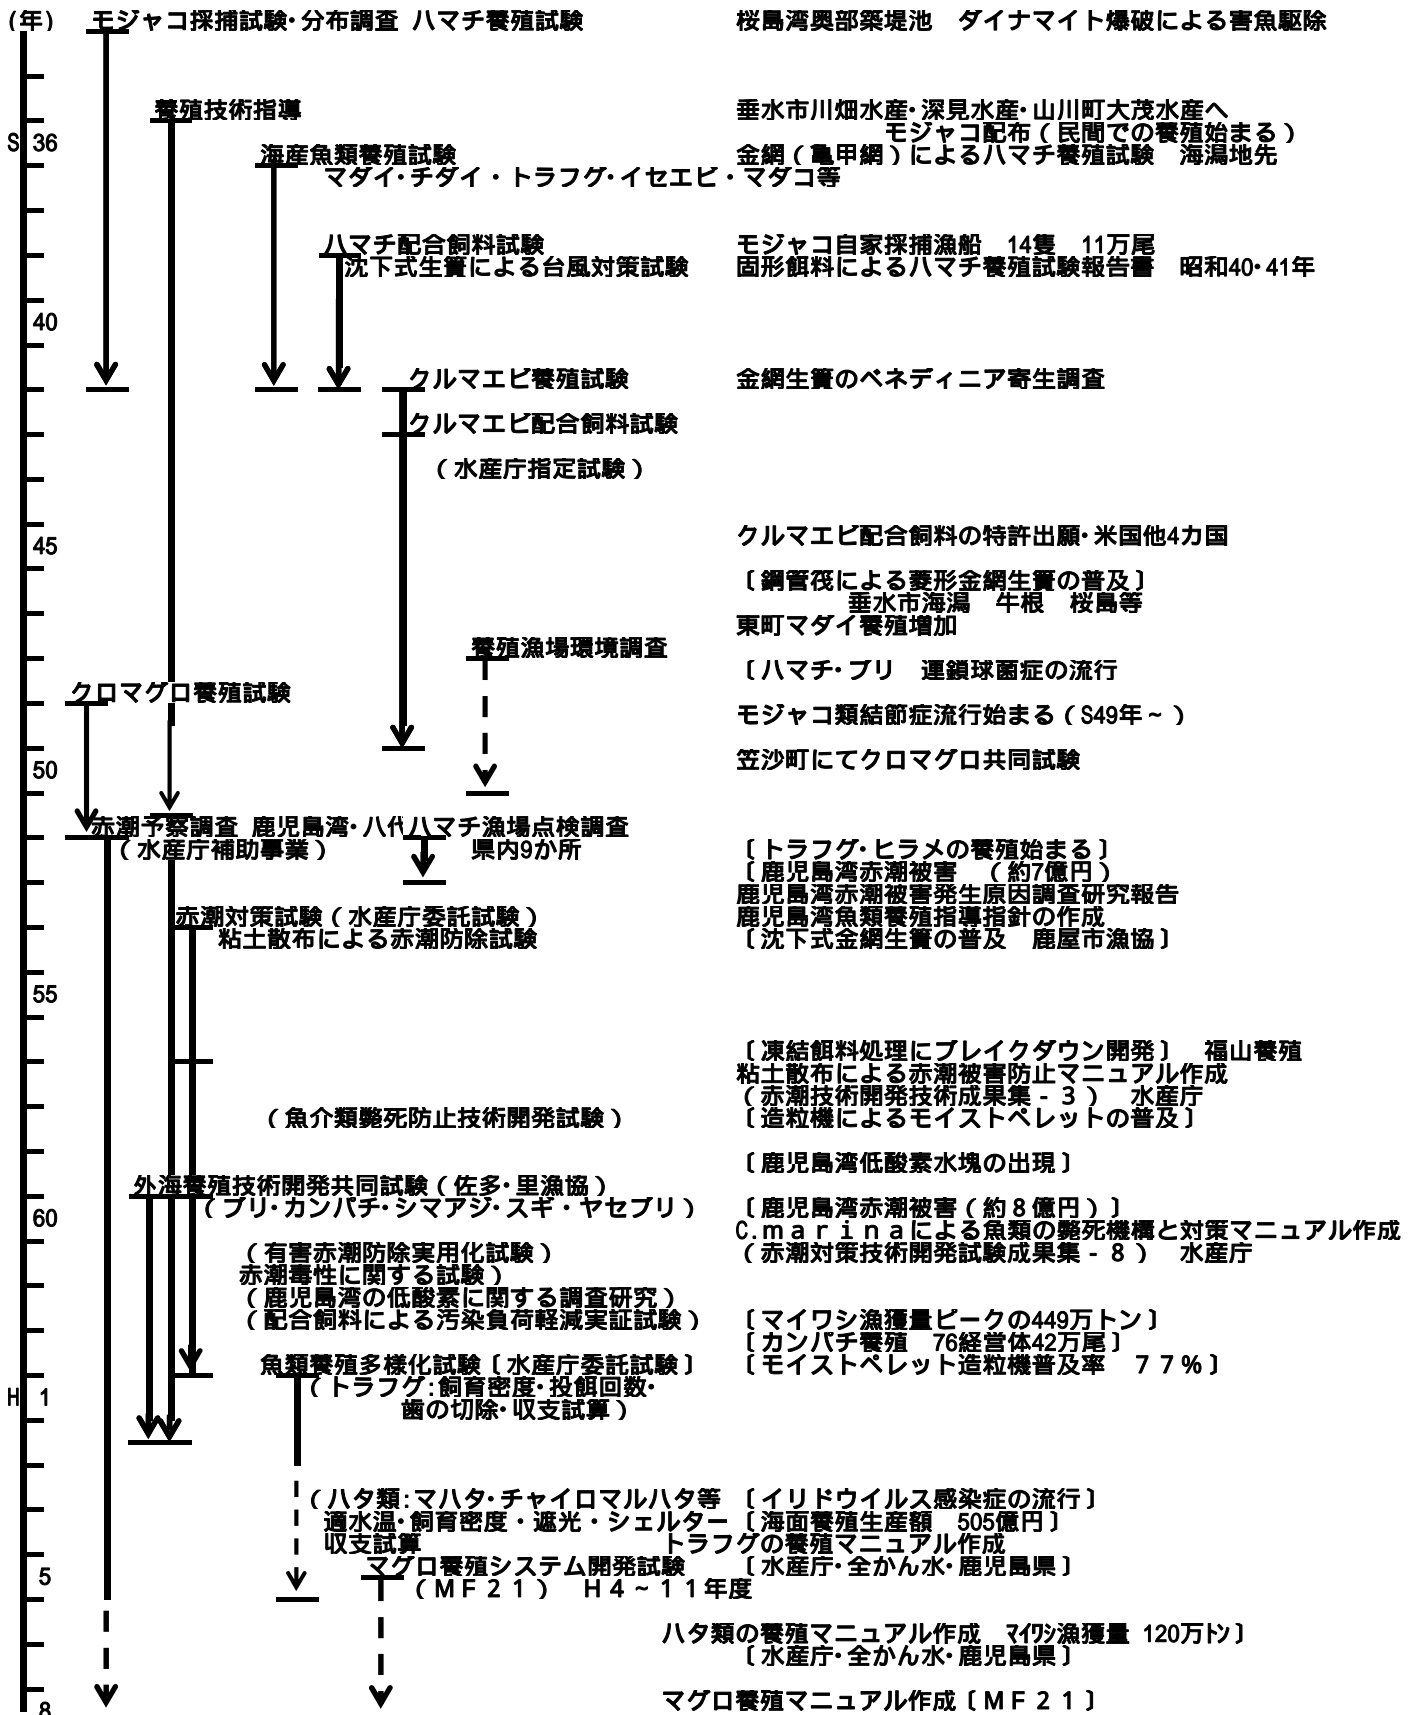 (年) モジャコ採捕試験・分布調査 ハマチ養殖試験 桜島湾奥部築堤池 ダイナマイト爆破による害魚駆除
養殖技術指導 垂水市川畑水産・深見水産・山川町大茂水産へ
モジャコ配布(民間での養殖始まる)
S 36
海産魚類養殖試験 金網(亀甲網)によるハマチ養殖試験 海潟地先
マダイ・チダイ・トラフグ・イセエビ・マダコ等
ハマチ配合飼料試験 モジャコ自家採捕漁船 14隻 11万尾
沈下式生簀による台風対策試験 固形餌料によるハマチ養殖試験報告書 昭和40・41年
40
クルマエビ養殖試験 金網生簀のベネディニア寄生調査
クルマエビ配合飼料試験
(水産庁指定試験)
45 クルマエビ配合飼料の特許出願・米国他4カ国
〔鋼管筏による菱形金網生簀の普及〕
垂水市海潟 牛根 桜島等
東町マダイ養殖増加
養殖漁場環境調査
〔ハマチ・ブリ 連鎖球菌症の流行
クロマグロ養殖試験
モジャコ類結節症流行始まる(S49年~)
50 笠沙町にてクロマグロ共同試験
赤潮予察調査 鹿児島湾・八代 ハマチ漁場点検調査
(水産庁補助事業) 県内9か所 〔トラフグ・ヒラメの養殖始まる〕
〔鹿児島湾赤潮被害 (約7億円)
鹿児島湾赤潮被害発生原因調査研究報告
赤潮対策試験(水産庁委託試験) 鹿児島湾魚類養殖指導指針の作成
粘土散布による赤潮防除試験 〔沈下式金網生簀の普及 鹿屋市漁協〕
55
〔凍結餌料処理にブレイクダウン開発〕 福山養殖
粘土散布による赤潮被害防止マニュアル作成
(赤潮技術開発技術成果集-3) 水産庁
(魚介類斃死防止技術開発試験) 〔造粒機によるモイストペレットの普及〕
〔鹿児島湾低酸素水塊の出現〕
外海養殖技術開発共同試験(佐多・里漁協)
(ブリ・カンパチ・シマアジ・スギ・ヤセブリ) 〔鹿児島湾赤潮被害(約8億円)〕
60
C.marinaによる魚類の斃死機構と対策マニュアル作成
(有害赤潮防除実用化試験) (赤潮対策技術開発試験成果集-8) 水産庁
赤潮毒性に関する試験)
(鹿児島湾の低酸素に関する調査研究)
(配合飼料による汚染負荷軽減実証試験) 〔マイワシ漁獲量ピークの449万トン〕
〔カンパチ養殖 76経営体42万尾〕
魚類養殖多様化試験〔水産庁委託試験〕 〔モイストペレット造粒機普及率 77%〕
(トラフグ:飼育密度・投餌回数・
H 1
歯の切除・収支試算)
(ハタ類:マハタ・チャイロマルハタ等 〔イリドウイルス感染症の流行〕
適水温・飼育密度・遮光・シェルター 〔海面養殖生産額 505億円〕
収支試算 トラフグの養殖マニュアル作成
マグロ養殖システム開発試験 〔水産庁・全かん水・鹿児島県〕
5
(MF21) H4~11年度
ハタ類の養殖マニュアル作成 マイワシ漁獲量 120万トン〕
〔水産庁・全かん水・鹿児島県〕
マグロ養殖マニュアル作成〔MF21〕
8